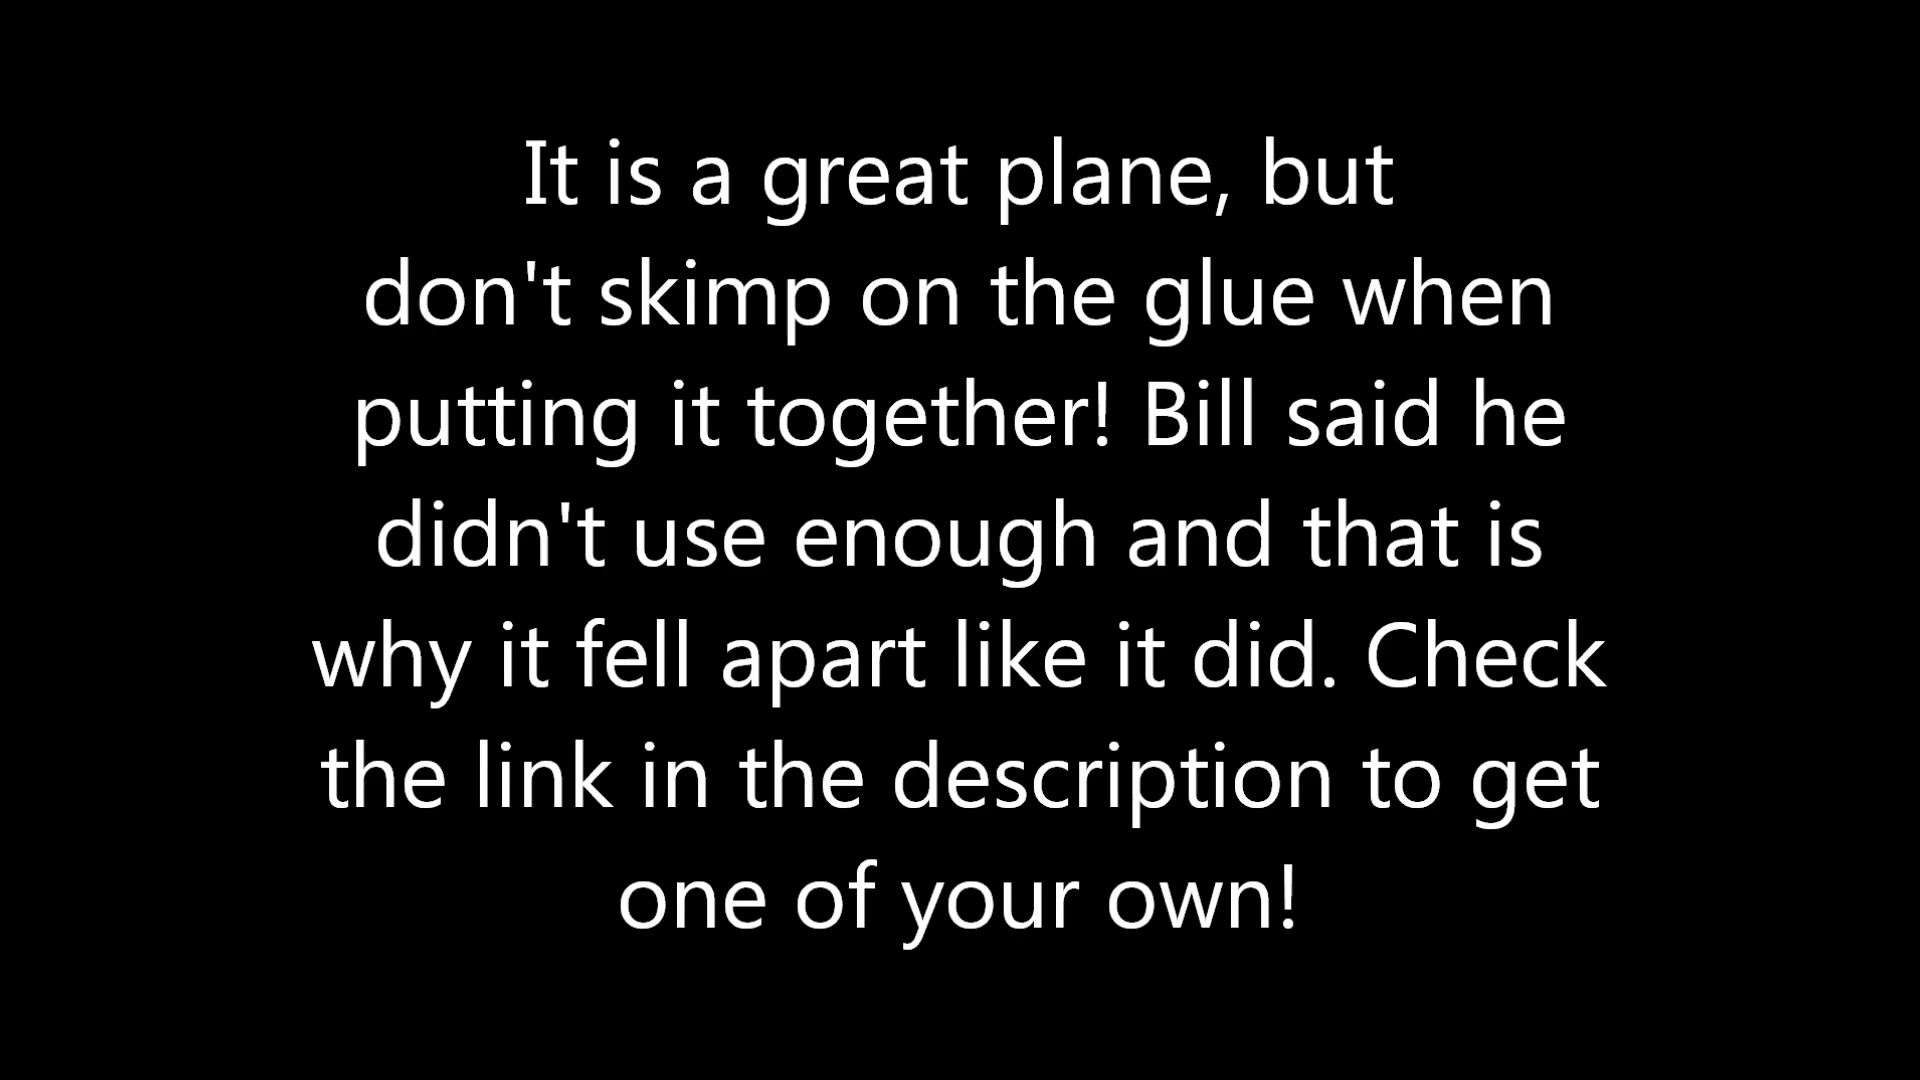 It is a great plane, but
don't skimp on the glue when
putting it together! Bill said he
didn't use enough and that is
why it fell apart like it did. Check
the link in the description to get
one of your own!